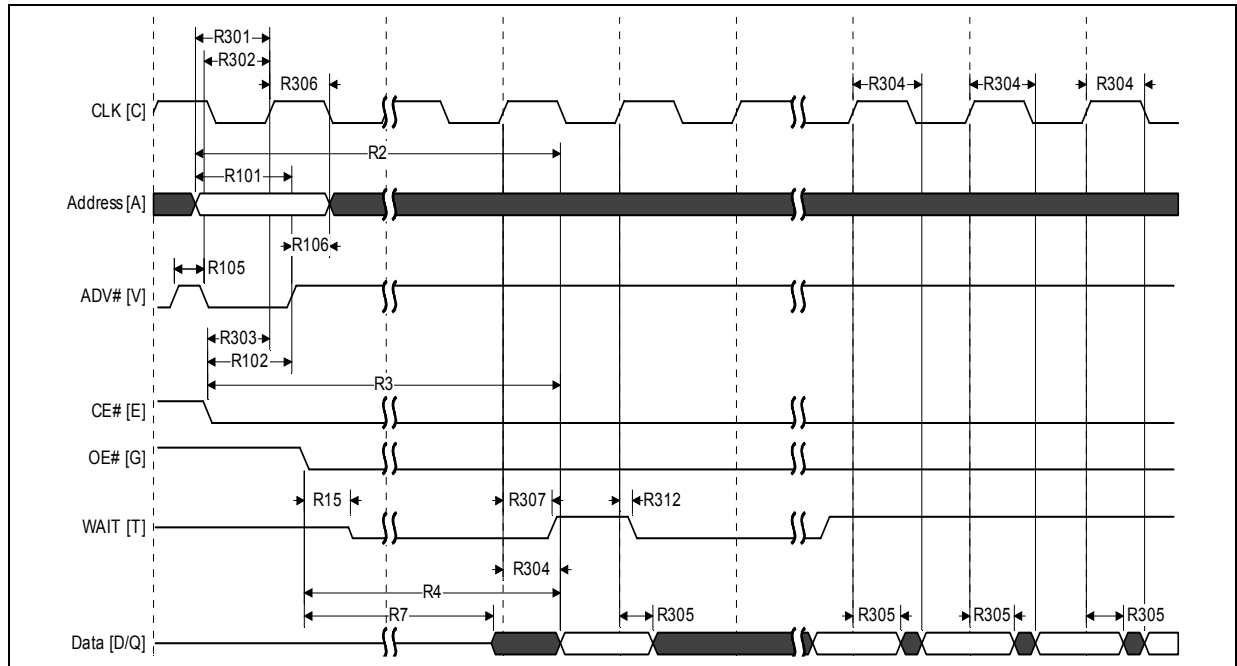 R301
R302
R306
R304 R304 R304
CLK [C]
R2
R101
Address [A]
R106
R105
ADV# [V]
R303
R102
R3
CE# [E]
OE# [G]
R15 R307 R312
WAIT [T]
R304
R4
R7 R305 R305 R305 R305
Data [D/Q]